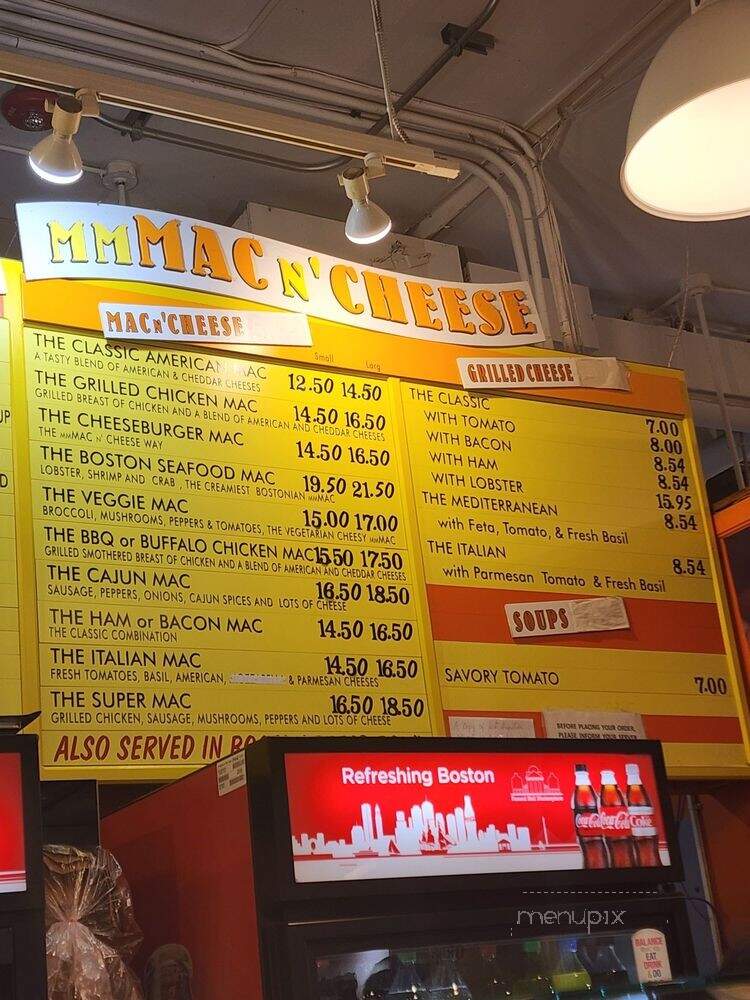 MMMAC N' CHEESE
MAC N' CHEESE
Small Larg
THE CLASSIC AMERICAN MAC 12.50 14.50
A TASTY BLEND OF AMERICAN & CHEDDAR CHEESES
THE GRILLED CHICKEN MAC 14.50 16.50
GRILLED BREAST OF CHICKEN AND A BLEND OF AMERICAN AND CHEDDAR CHEESES
THE CHEESEBURGER MAC 14.50 16.50
THE MMMAC N' CHEESE WAY
THE BOSTON SEAFOOD MAC 19.50 21.50
LOBSTER, SHRIMP AND CRAB, THE CREAMIEST BOSTONIAN MMMAC
THE VEGGIE MAC 15.00 17.00
BROCCOLI, MUSHROOMS, PEPPERS & TOMATOES, THE VEGETARIAN CHEESY MMMAC
THE BBQ or BUFFALO CHICKEN MAC 15.50 17.50
GRILLED SMOTHERED BREAST OF CHICKEN AND A BLEND OF AMERICAN AND CHEDDAR CHEESES
THE CAJUN MAC 16.50 18.50
SAUSAGE, PEPPERS, ONIONS, CAJUN SPICES AND LOTS OF CHEESE
THE HAM or BACON MAC 14.50 16.50
THE CLASSIC COMBINATION
THE ITALIAN MAC 14.50 16.50
FRESH TOMATOES, BASIL, AMERICAN, & PARMESAN CHEESES
THE SUPER MAC 16.50 18.50
GRILLED CHICKEN, SAUSAGE, MUSHROOMS, PEPPERS AND LOTS OF CHEESE
ALSO SERVED IN
GRILLED CHEESE
THE CLASSIC 7.00
WITH TOMATO 8.00
WITH BACON 8.54
WITH HAM 8.54
WITH LOBSTER 15.95
THE MEDITERRANEAN 8.54
with Feta, Tomato, & Fresh Basil
THE ITALIAN 8.54
with Parmesan Tomato & Fresh Basil
SOUPS
SAVORY TOMATO 7.00
BEFORE PLACING YOUR ORDER,
PLEASE INFORM YOUR SERVER
UP
D
Refreshing Boston
Coca-Cola Coca-Cola Coke
menupix
BALANCE
WHAT YOU
EAT
DRINK
& DO